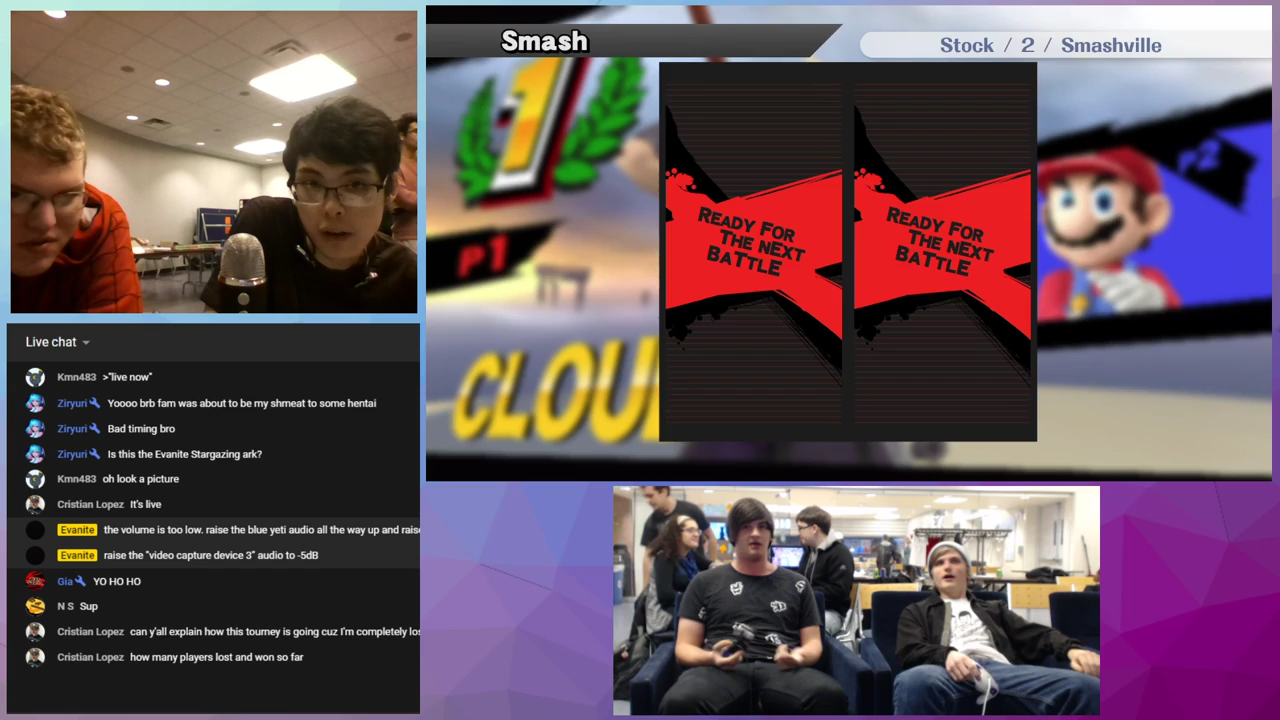 Smash
Stock / 2 / Smashville
1
P1
P2
CLOU
READY FOR
THE NEXT
BATTLE
READY FOR
THE NEXT
BATTLE
Live chat
Kmn483 >"live now"
Ziryuri Yoooo brb fam was about to be my shmeat to some hentai
Ziryuri Bad timing bro
Ziryuri Is this the Evanite Stargazing ark?
Kmn483 oh look a picture
Cristian Lopez It's live
Evanite the volume is too low. raise the blue yeti audio all the way up and raise
Evanite raise the "video capture device 3" audio to -5dB
Gia YO HO HO
N S Sup
Cristian Lopez can y'all explain how this tourney is going cuz I'm completely los
Cristian Lopez how many players lost and won so far